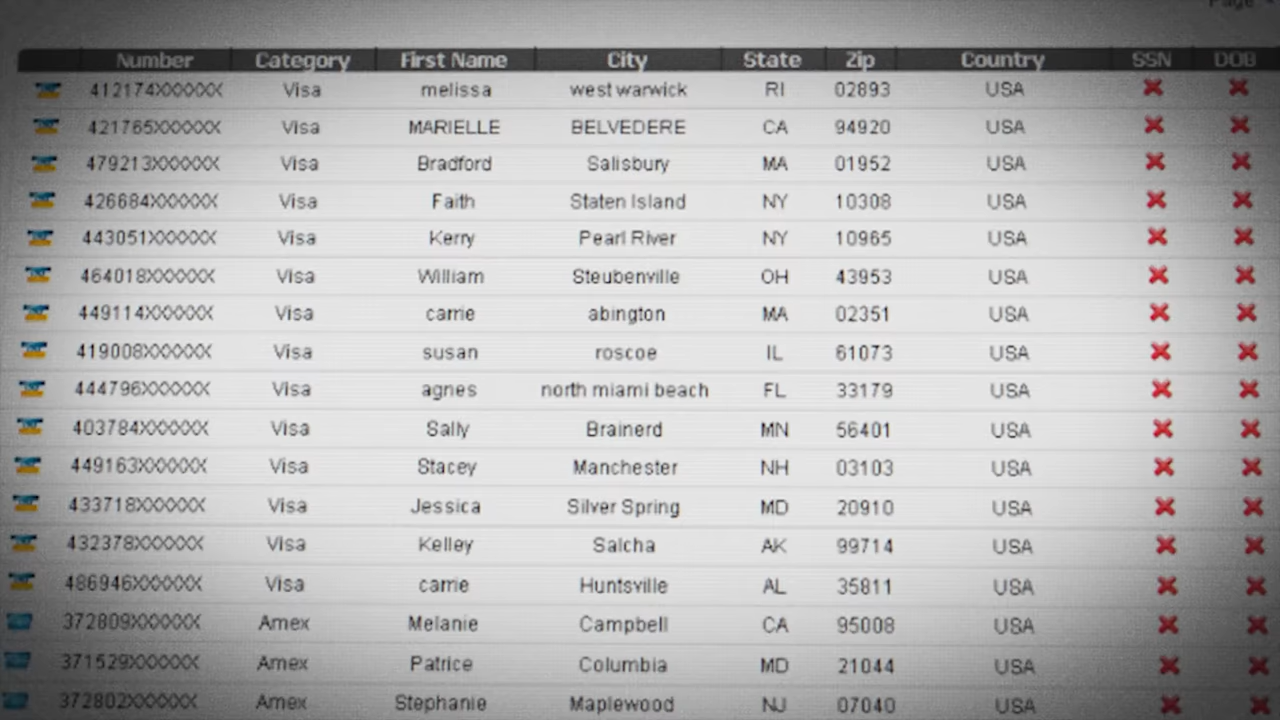 Page
Number Category First Name City State Zip Country SSN DOB
412174XXXXXX Visa melissa west warwick RI 02893 USA
421765XXXXXX Visa MARIELLE BELVEDERE CA 94920 USA
479213XXXXXX Visa Bradford Salisbury MA 01952 USA
426684XXXXXX Visa Faith Staten Island NY 10308 USA
443051XXXXXX Visa Kerry Pearl River NY 10965 USA
464018XXXXXX Visa William Steubenville OH 43953 USA
449114XXXXXX Visa carrie abington MA 02351 USA
419008XXXXXX Visa susan roscoe IL 61073 USA
444796XXXXXX Visa agnes north miami beach FL 33179 USA
403784XXXXXX Visa Sally Brainerd MN 56401 USA
449163XXXXXX Visa Stacey Manchester NH 03103 USA
433718XXXXXX Visa Jessica Silver Spring MD 20910 USA
432378XXXXXX Visa Kelley Salcha AK 99714 USA
486946XXXXXX Visa carrie Huntsville AL 35811 USA
372809XXXXXX Amex Melanie Campbell CA 95008 USA
371529XXXXXX Amex Patrice Columbia MD 21044 USA
372802XXXXXX Amex Stephanie Maplewood NJ 07040 USA